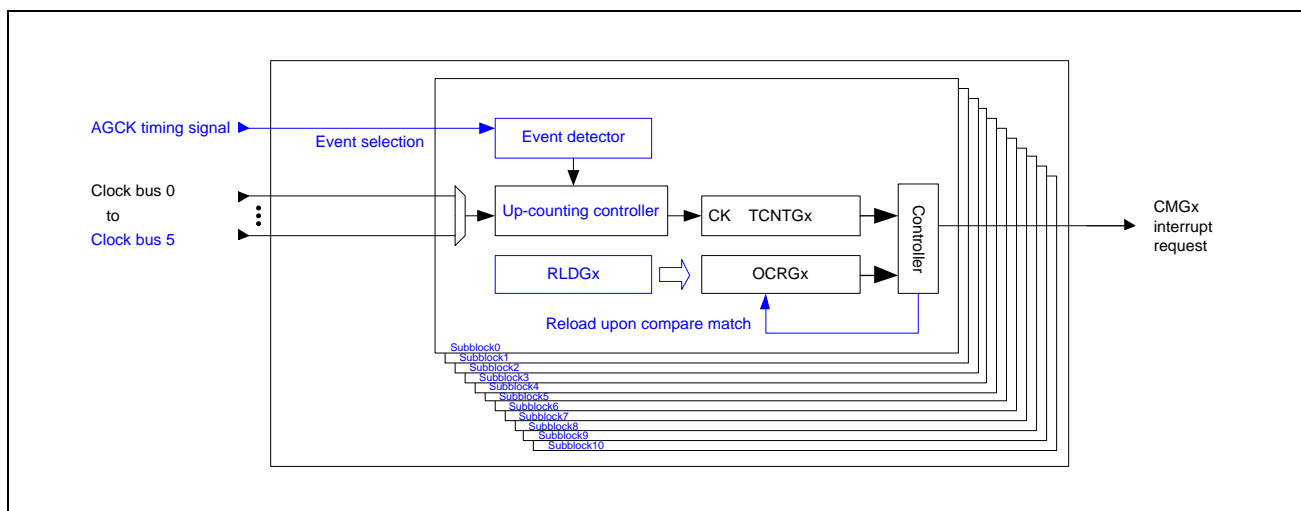 AGCK timing signal
Event selection
Event detector
Clock bus 0
to
Clock bus 5
Up-counting controller
CK TCNTGx
Controller
CMGx
interrupt
request
RLDGx
OCRGx
Reload upon compare match
Subblock0
Subblock1
Subblock2
Subblock3
Subblock4
Subblock5
Subblock6
Subblock7
Subblock8
Subblock9
Subblock10